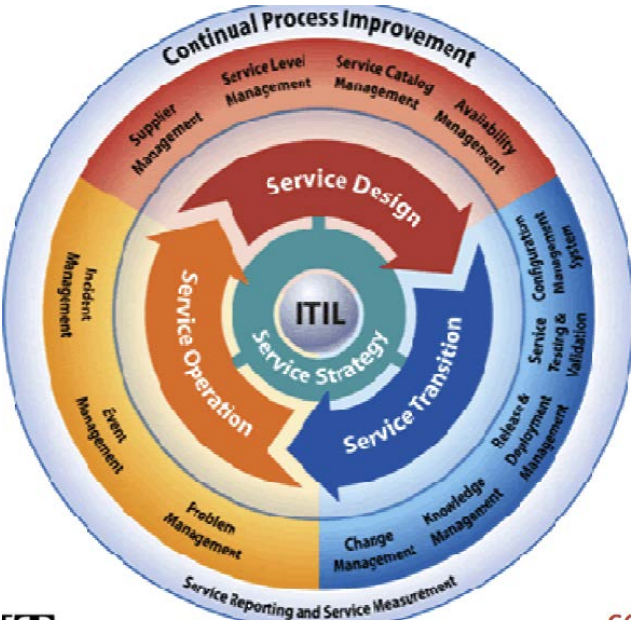 Continual Process Improvement
Supplier
Management
Service Level
Management
Service Catalog
Management
Availability
Management
Configuration
Management
System
Service
Testing &
Validation
Release &
Deployment
Management
Knowledge
Management
Change
Management
Problem
Management
Event
Management
Incident
Management
Service Design
Service Transition
Service Operation
Service Strategy
ITIL
Service Reporting and Service Measurement